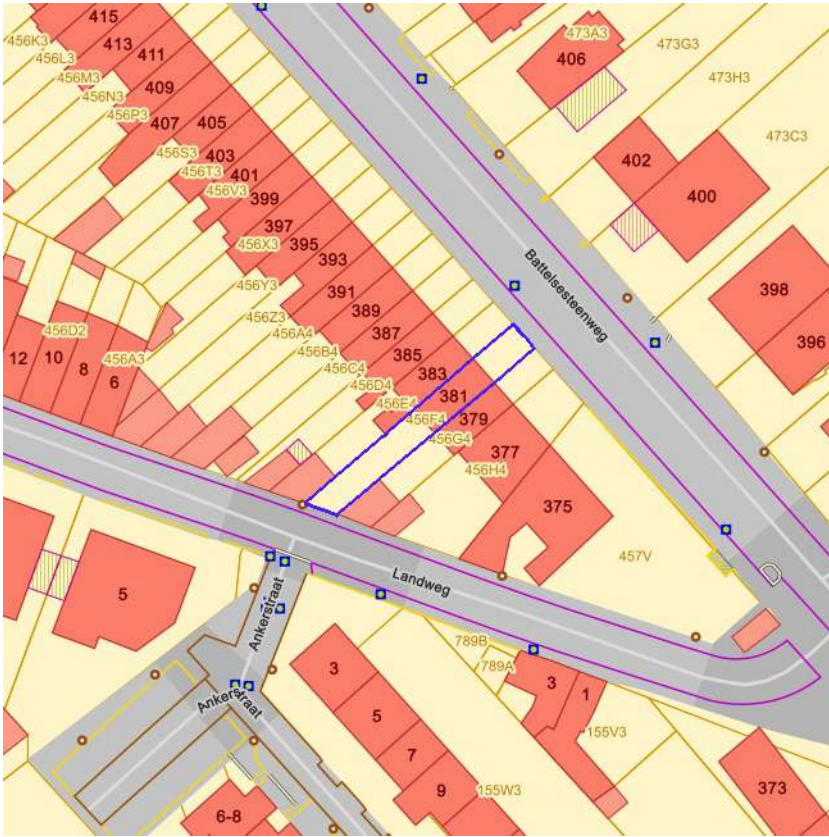 415
413
411
409
407
405
403
401
399
397
395
393
391
389
387
385
383
381
379
377
375
456K3
456L3
456M3
456N3
456P3
456S3
456T3
456V3
456X3
456Y3
456Z3
456A4
456B4
456C4
456D4
456E4
456F4
456G4
456H4
457V
473A3
473G3
473H3
473C3
406
402
400
398
396
Battelsesteenweg
456D2
456A3
12
10
8
6
5
Landweg
Ankerstraat
Ankerstraat
789B
789A
3
1
155V3
3
5
7
9
155W3
6-8
373